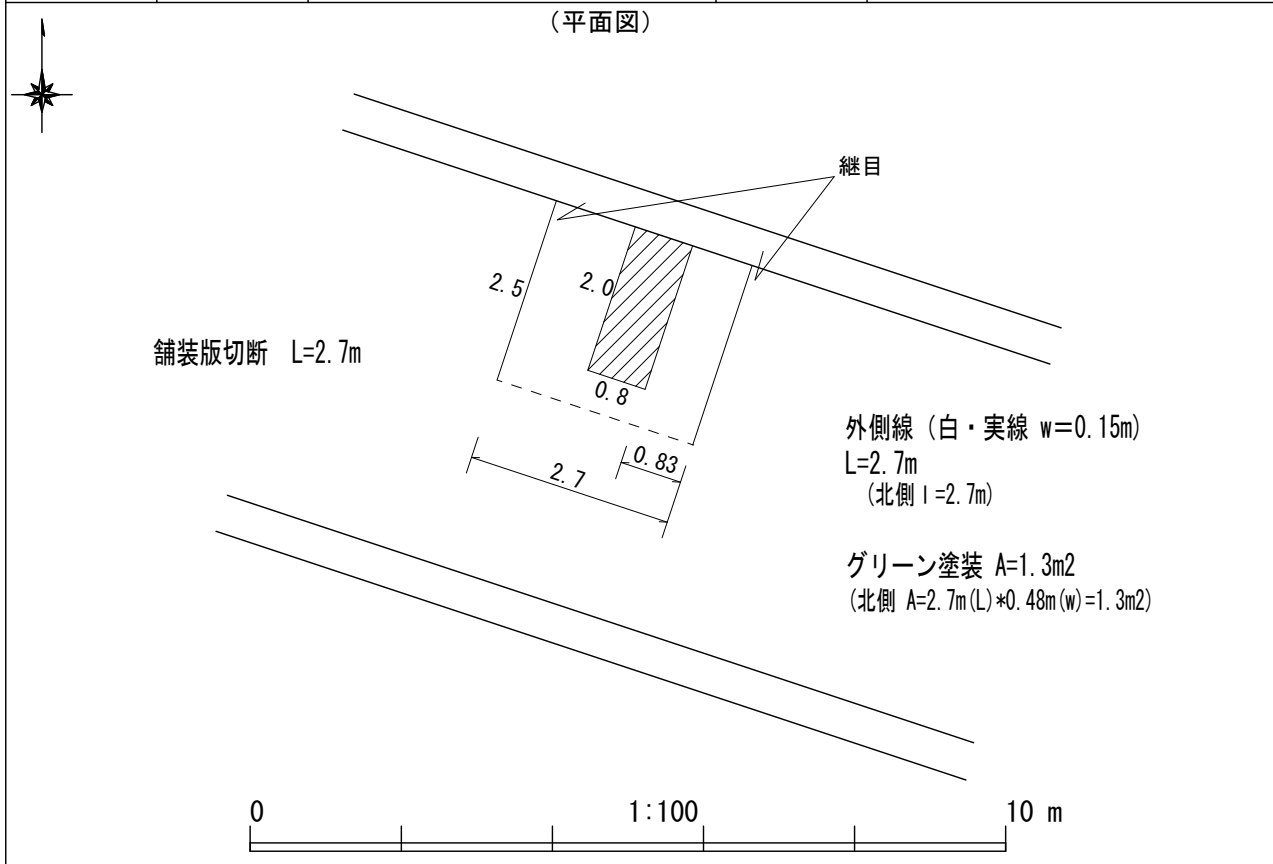 (平面図)
継目
2.5
2.0
舗装版切断 L=2.7m
0.8
外側線 (白・実線 w=0.15m)
0.83
L=2.7m
2.7
(北側 l=2.7m)
グリーン塗装 A=1.3m2
(北側 A=2.7m(L)*0.48m(w)=1.3m2)
0 1:100 10 m